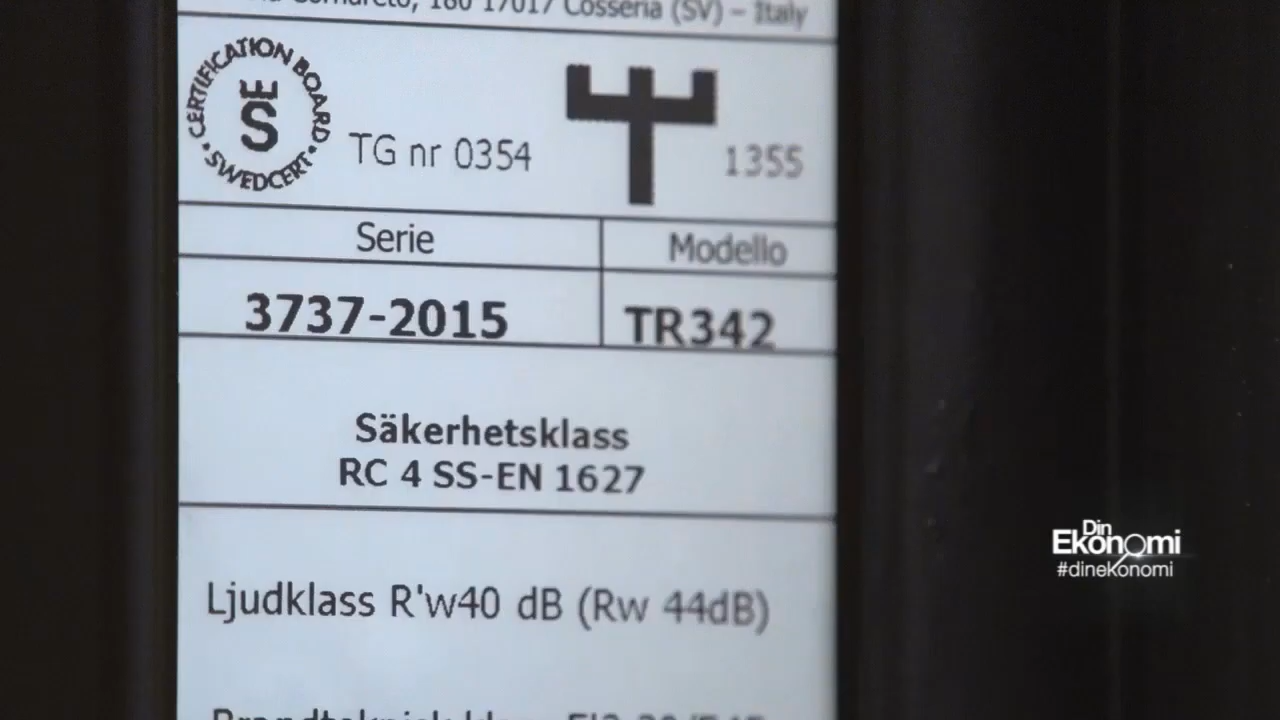 180 17017 Cosseria (SV) – Italy
CERTIFICATION BOARD
S
SWEDCERT
TG nr 0354
1355
Serie
Modello
3737-2015
TR342
Säkerhetsklass
RC 4 SS-EN 1627
Ljudklass R'w40 dB (Rw 44dB)
Din
Ekonomi
#dinekonomi